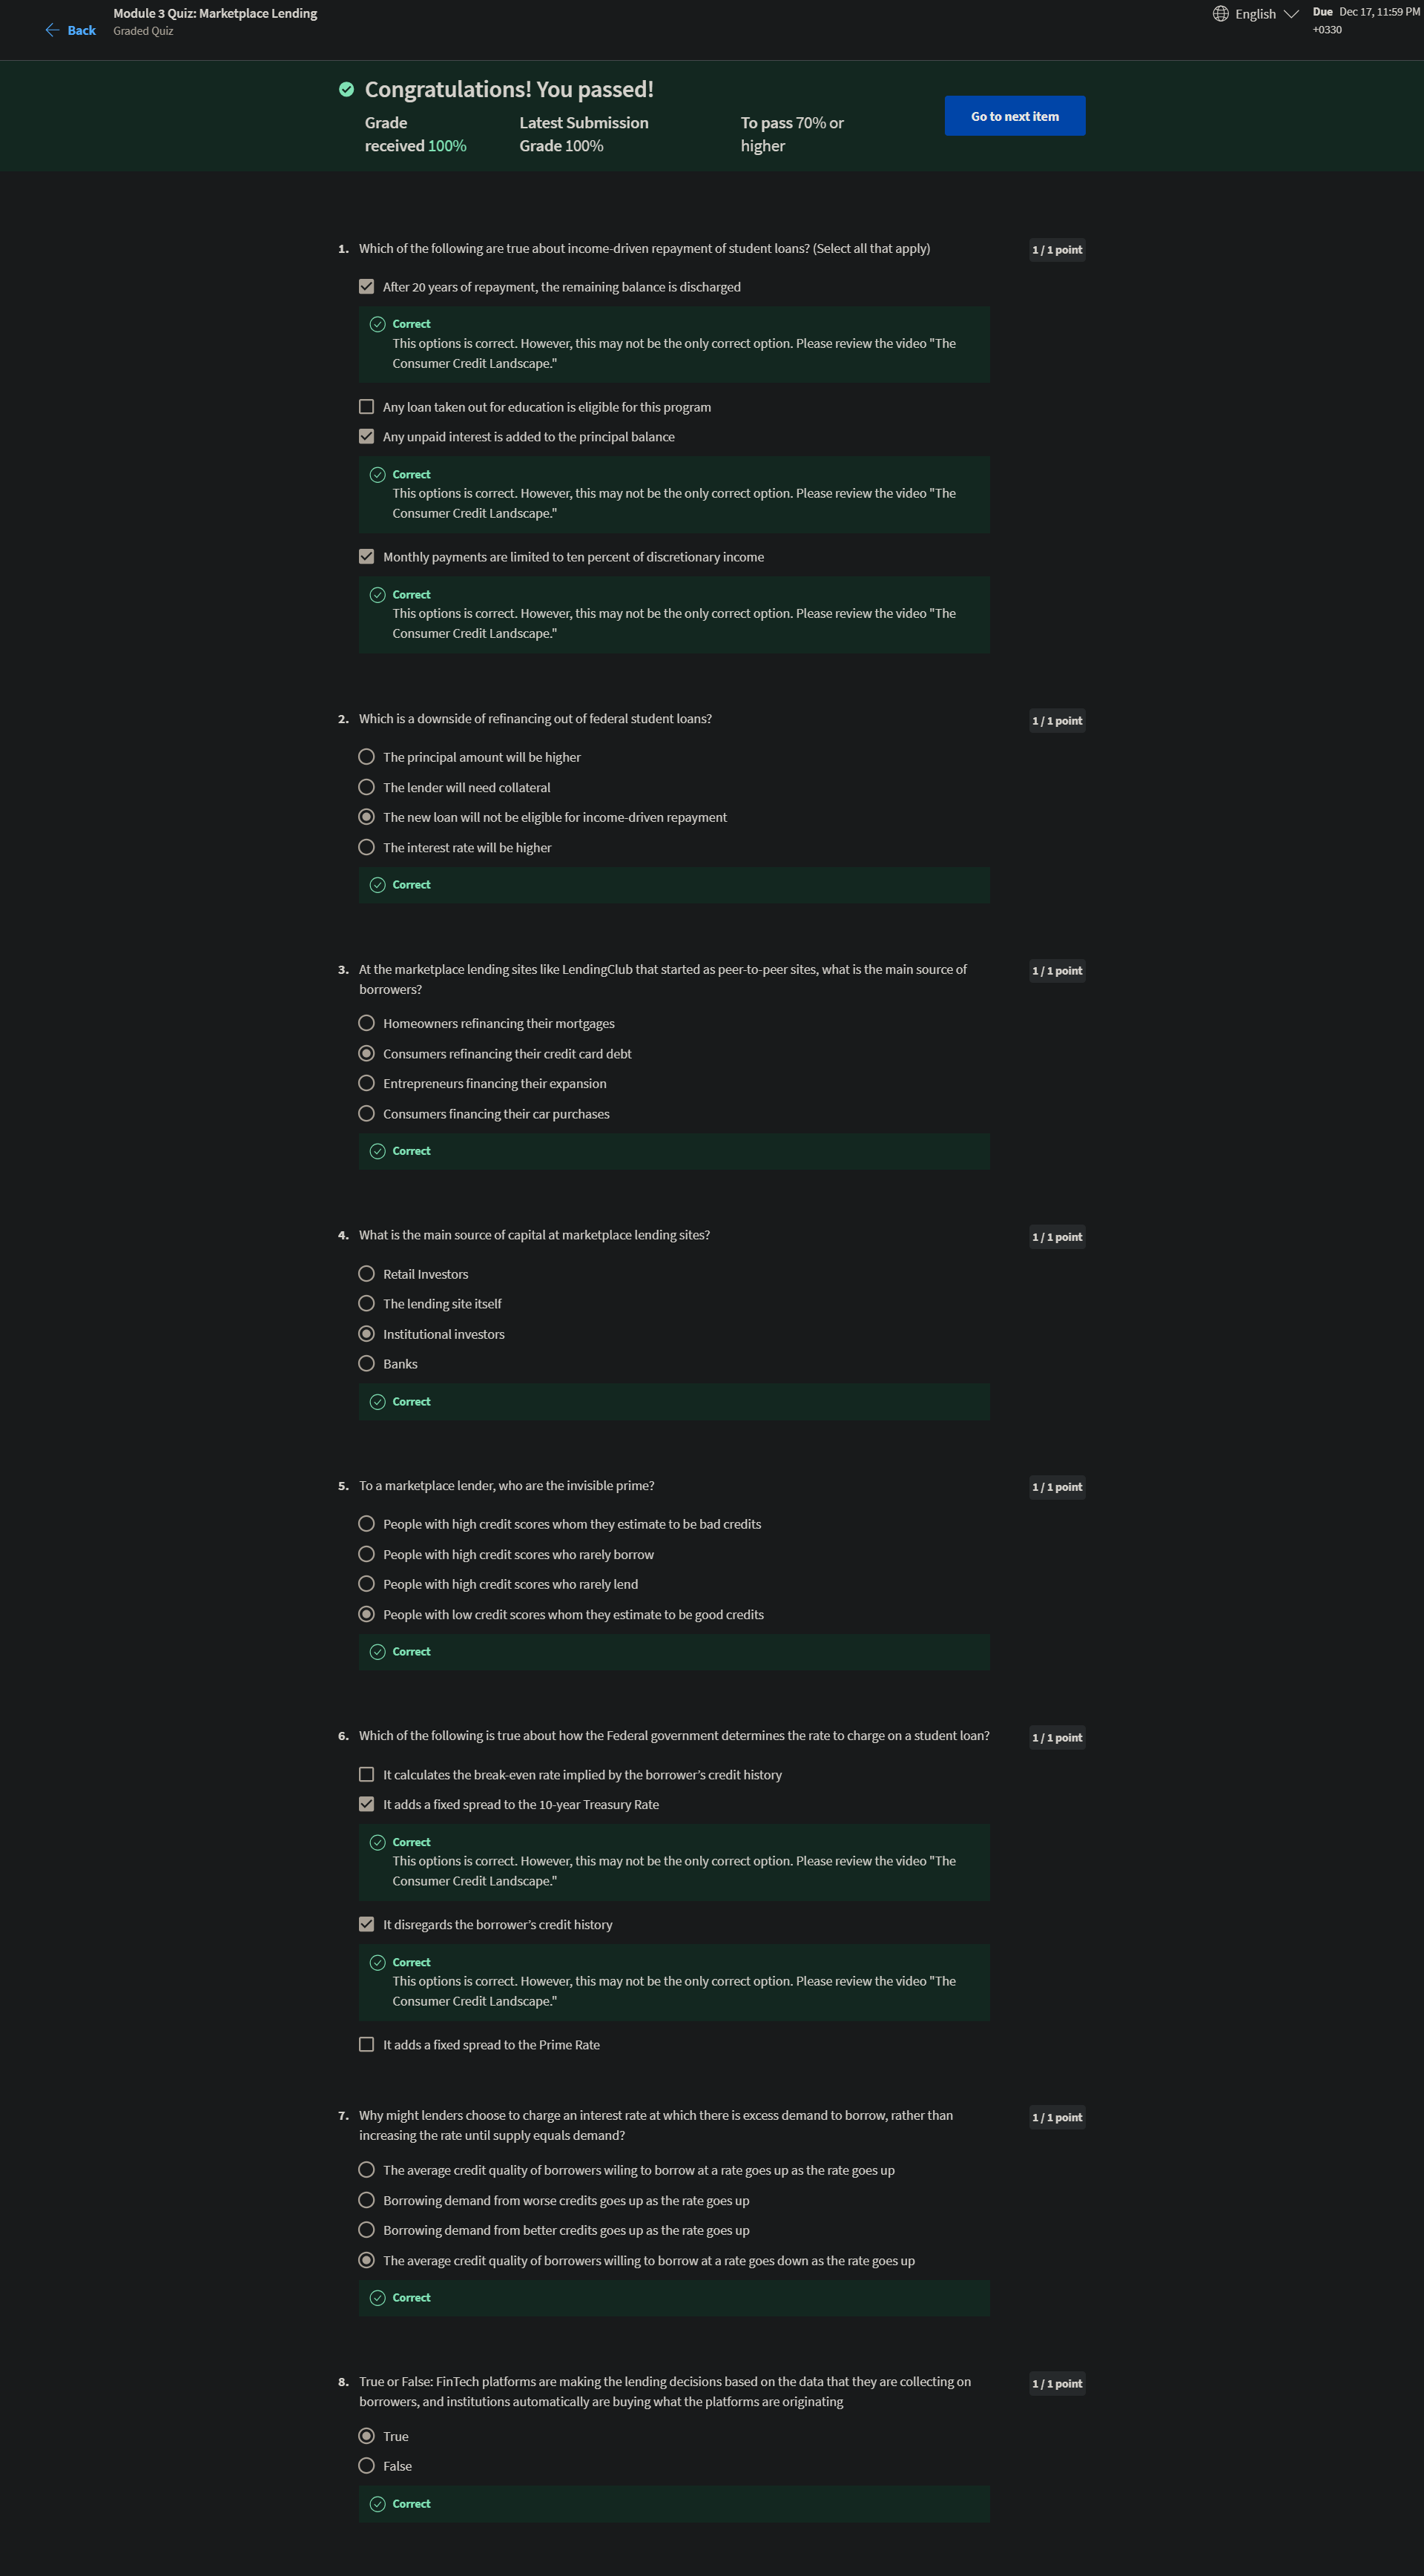 Back
Module 3 Quiz: Marketplace Lending
Graded Quiz
English
Due Dec 17, 11:59 PM
+0330
Congratulations! You passed!
Grade
received 100%
Latest Submission
Grade 100%
To pass 70% or
higher
Go to next item
1. Which of the following are true about income-driven repayment of student loans? (Select all that apply)
1 / 1 point
After 20 years of repayment, the remaining balance is discharged
Correct
This options is correct. However, this may not be the only correct option. Please review the video "The
Consumer Credit Landscape."
Any loan taken out for education is eligible for this program
Any unpaid interest is added to the principal balance
Correct
This options is correct. However, this may not be the only correct option. Please review the video "The
Consumer Credit Landscape."
Monthly payments are limited to ten percent of discretionary income
Correct
This options is correct. However, this may not be the only correct option. Please review the video "The
Consumer Credit Landscape."
2. Which is a downside of refinancing out of federal student loans?
1 / 1 point
The principal amount will be higher
The lender will need collateral
The new loan will not be eligible for income-driven repayment
The interest rate will be higher
Correct
3. At the marketplace lending sites like LendingClub that started as peer-to-peer sites, what is the main source of
borrowers?
1 / 1 point
Homeowners refinancing their mortgages
Consumers refinancing their credit card debt
Entrepreneurs financing their expansion
Consumers financing their car purchases
Correct
4. What is the main source of capital at marketplace lending sites?
1 / 1 point
Retail Investors
The lending site itself
Institutional investors
Banks
Correct
5. To a marketplace lender, who are the invisible prime?
1 / 1 point
People with high credit scores whom they estimate to be bad credits
People with high credit scores who rarely borrow
People with high credit scores who rarely lend
People with low credit scores whom they estimate to be good credits
Correct
6. Which of the following is true about how the Federal government determines the rate to charge on a student loan?
1 / 1 point
It calculates the break-even rate implied by the borrower’s credit history
It adds a fixed spread to the 10-year Treasury Rate
Correct
This options is correct. However, this may not be the only correct option. Please review the video "The
Consumer Credit Landscape."
It disregards the borrower’s credit history
Correct
This options is correct. However, this may not be the only correct option. Please review the video "The
Consumer Credit Landscape."
It adds a fixed spread to the Prime Rate
7. Why might lenders choose to charge an interest rate at which there is excess demand to borrow, rather than
increasing the rate until supply equals demand?
1 / 1 point
The average credit quality of borrowers wiling to borrow at a rate goes up as the rate goes up
Borrowing demand from worse credits goes up as the rate goes up
Borrowing demand from better credits goes up as the rate goes up
The average credit quality of borrowers willing to borrow at a rate goes down as the rate goes up
Correct
8. True or False: FinTech platforms are making the lending decisions based on the data that they are collecting on
borrowers, and institutions automatically are buying what the platforms are originating
1 / 1 point
True
False
Correct